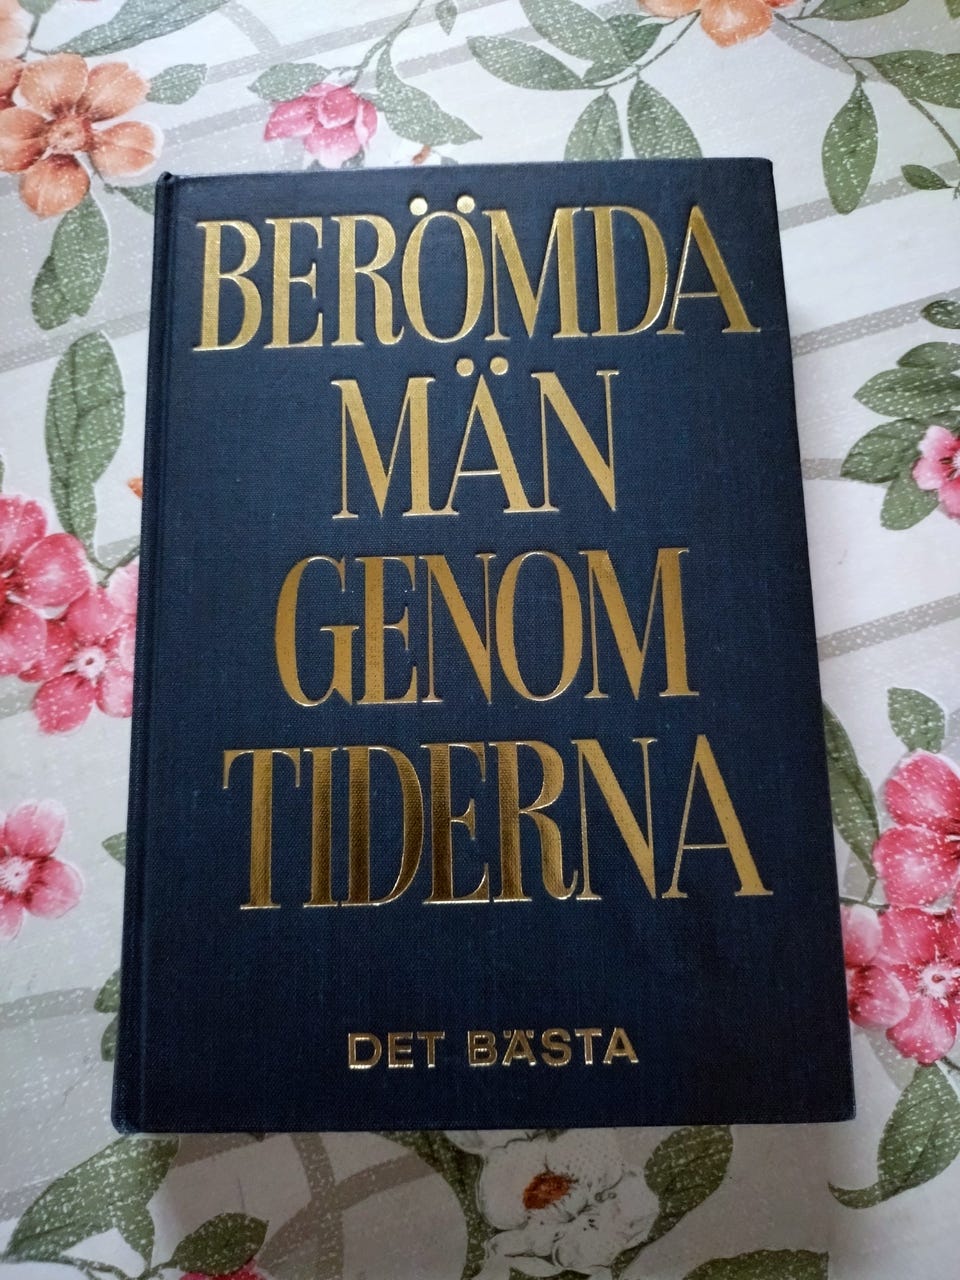 BERÖMDA
MÄN
GENOM
TIDERNA
DET BÄSTA